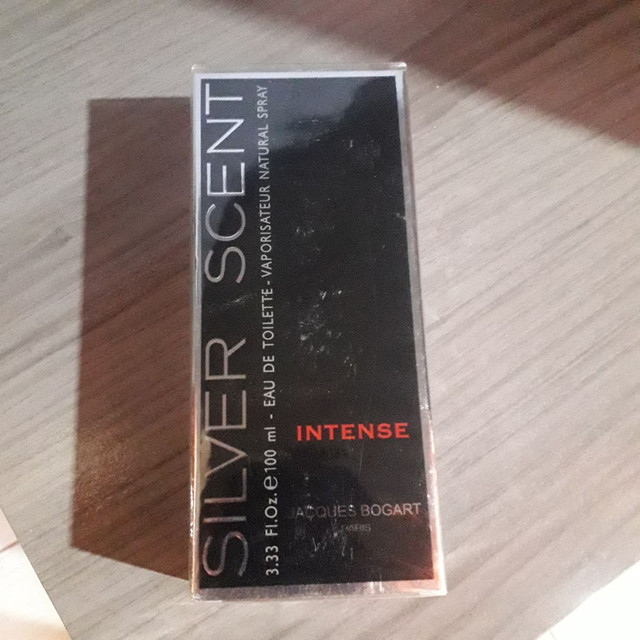 SILVER SCENT
3.33 Fl.Oz. e 100 ml - EAU DE TOILETTE - VAPORISATEUR NATURAL SPRAY
INTENSE
JACQUES BOGART
PARIS